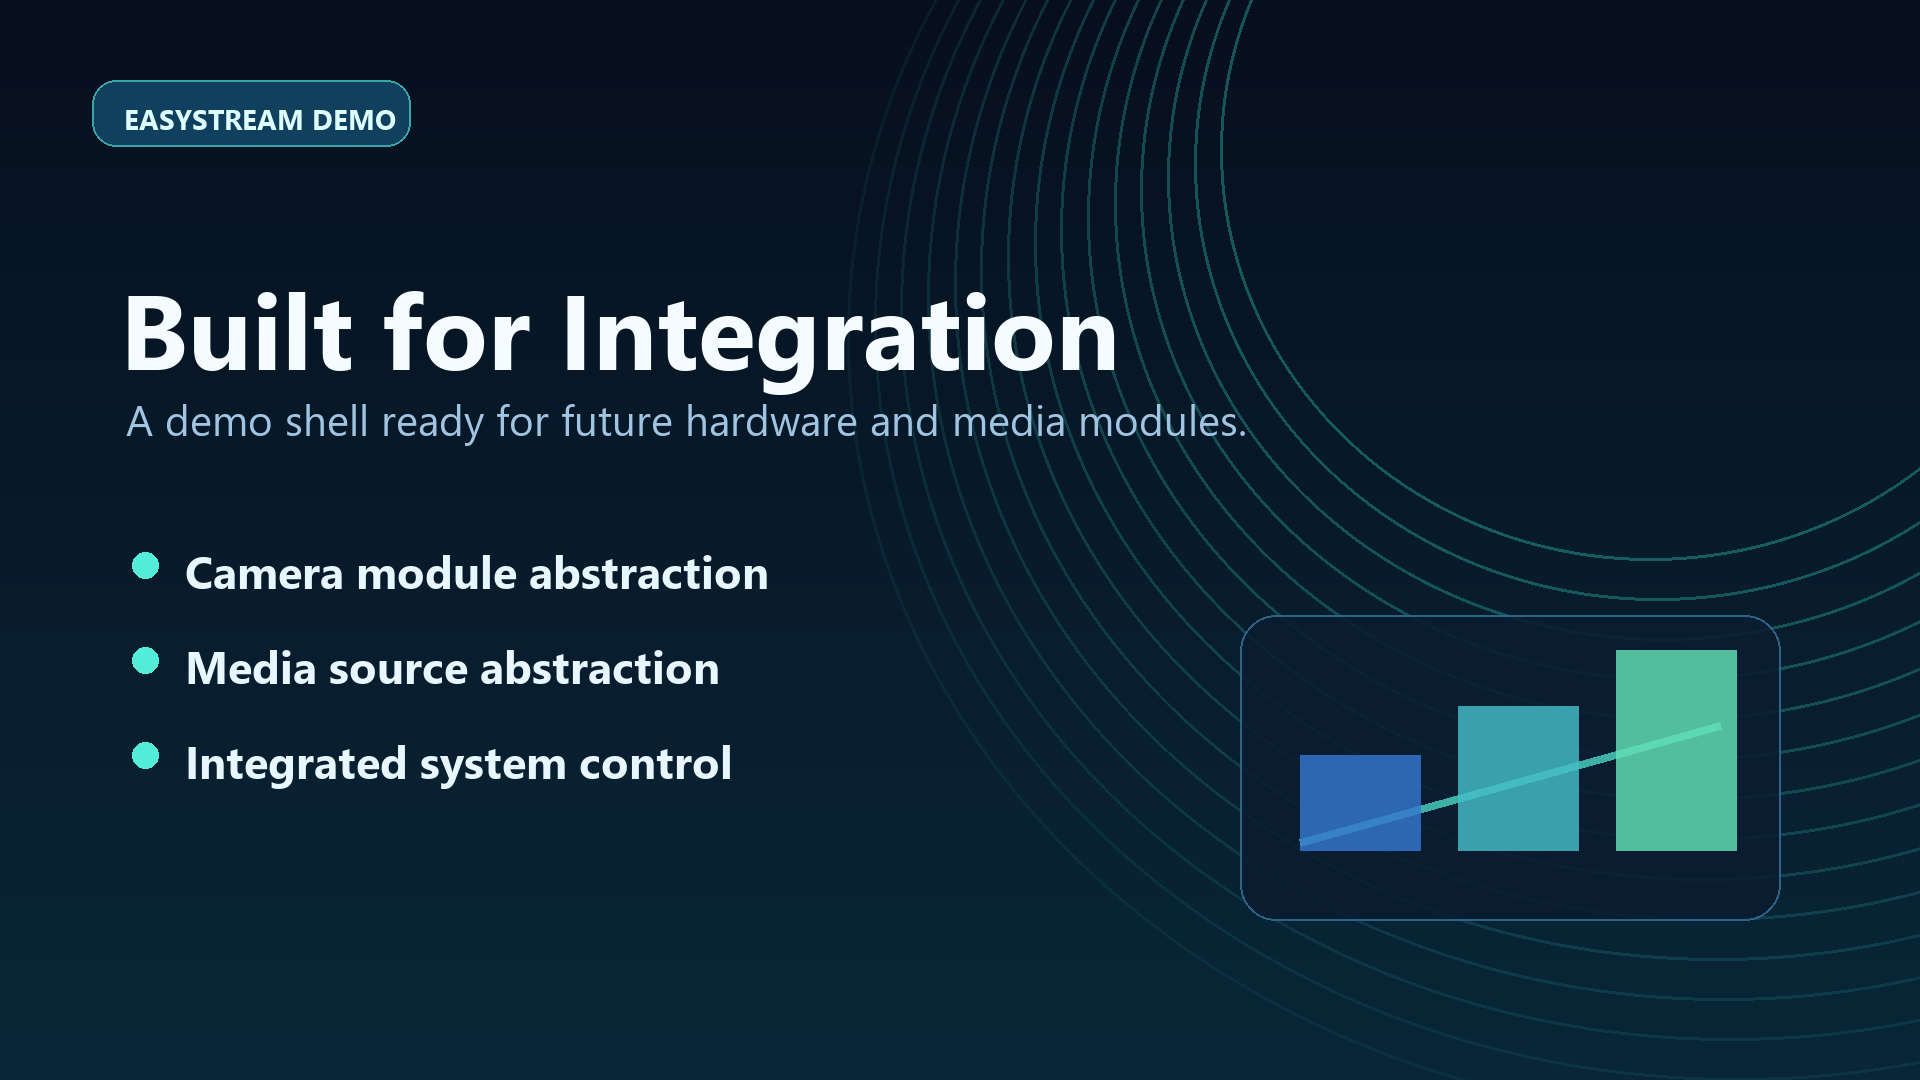 EASYSTREAM DEMO
Built for Integration
A demo shell ready for future hardware and media modules.
Camera module abstraction
Media source abstraction
Integrated system control